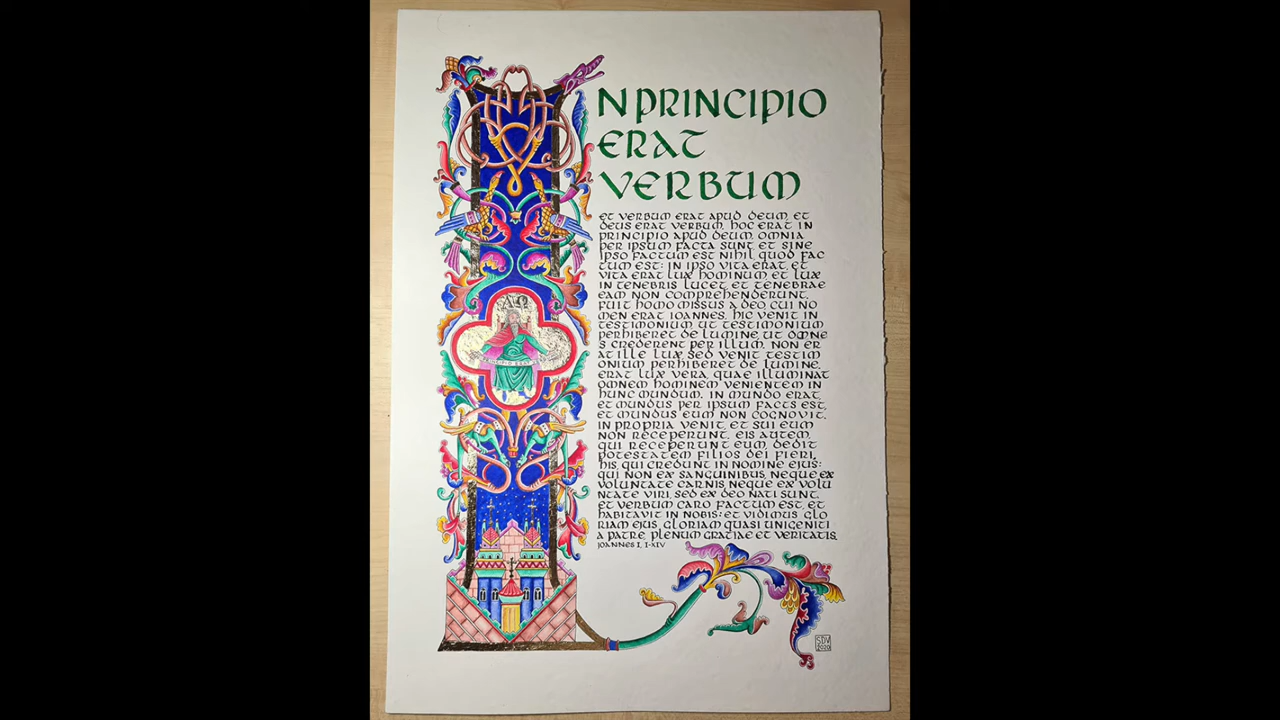 IN PRINCIPIO
ERAT
VERBUM
ET VERBUM ERAT APUD DEUM, ET
DEUS ERAT VERBUM. HOC ERAT IN
PRINCIPIO APUD DEUM. OMNIA
PER IPSUM FACTA SUNT ET SINE
IPSO FACTUM EST NIHIL QUOD FAC
TUM EST: IN IPSO VITA ERAT, ET
VITA ERAT LUX HOMINUM ET LUX
IN TENEBRIS LUCET, ET TENEBRAE
EAM NON COMPREHENDERUNT.
FUIT HOMO MISSUS A DEO, CUI NO
MEN ERAT IOANNES. HIC VENIT IN
TESTIMONIUM UT TESTIMONIUM
PERHIBERET DE LUMINE, UT OMNE
S CREDERENT PER ILLUM. NON ER
AT ILLE LUX, SED VENIT TESTIM
ONIUM PERHIBERET DE LUMINE.
ERAT LUX VERA QUAE ILLUMINAT
OMNEM HOMINEM VENIENTEM IN
HUNC MUNDUM. IN MUNDO ERAT,
ET MUNDUS PER IPSUM FACTS EST,
ET MUNDUS EUM NON COGNOVIT.
IN PROPRIA VENIT, ET SUI EUM
NON RECEPERUNT. EIS AUTEM,
QUI RECEPERUNT EUM, DEDIT
POTESTATEM FILIOS DEI FIERI,
HIS, QUI CREDUNT IN NOMINE EJUS:
QUI NON EX SANGUINIBUS, NEQUE EX
VOLUNTATE CARNIS, NEQUE EX VOLU
NTATE VIRI, SED EX DEO NATI SUNT.
ET VERBUM CARO FACTUM EST, ET
HABITAVIT IN NOBIS: ET VIDIMUS GLO
RIAM EJUS, GLORIAM QUASI UNIGENITI
A PATRE, PLENUM GRATIAE ET VERITATIS.
JOANNES I, I-XIV
Α Ω
SDV
2020